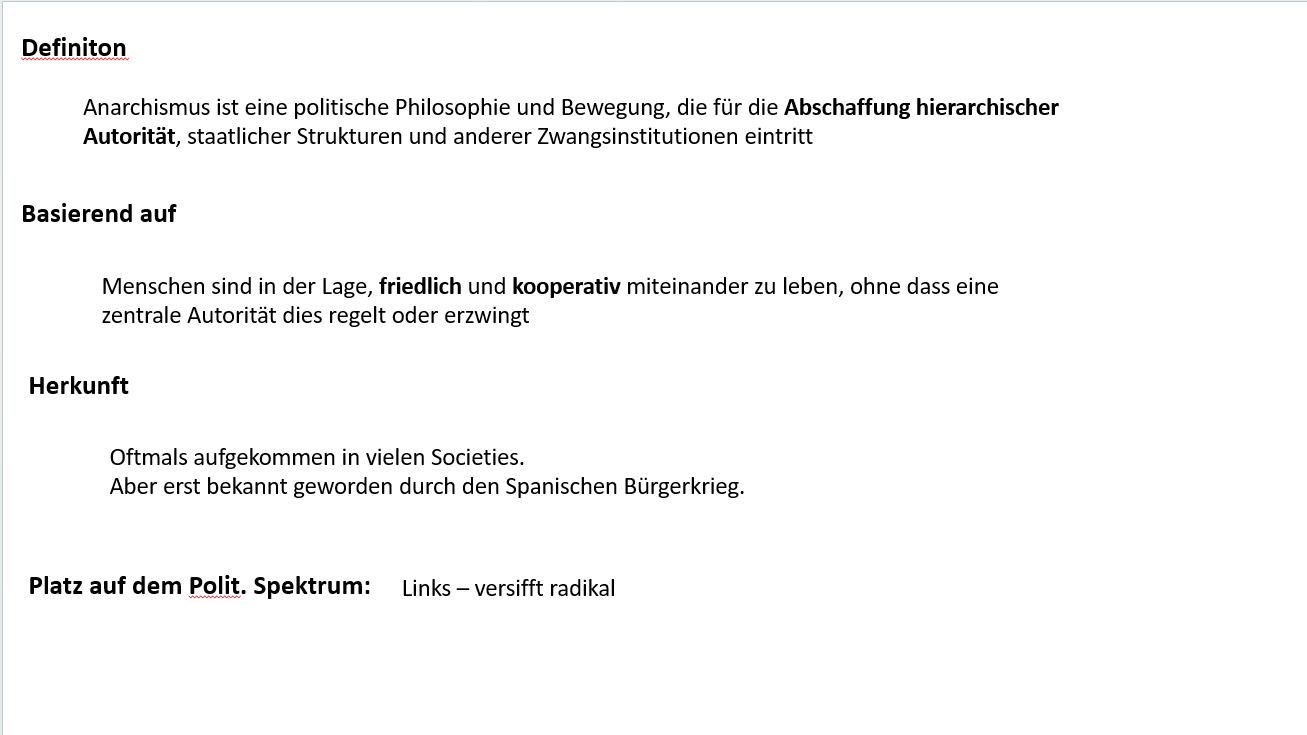 Definiton
Anarchismus ist eine politische Philosophie und Bewegung, die für die Abschaffung hierarchischer
Autorität, staatlicher Strukturen und anderer Zwangsinstitutionen eintritt
Basierend auf
Menschen sind in der Lage, friedlich und kooperativ miteinander zu leben, ohne dass eine
zentrale Autorität dies regelt oder erzwingt
Herkunft
Oftmals aufgekommen in vielen Societies.
Aber erst bekannt geworden durch den Spanischen Bürgerkrieg.
Platz auf dem Polit. Spektrum: Links – versifft radikal